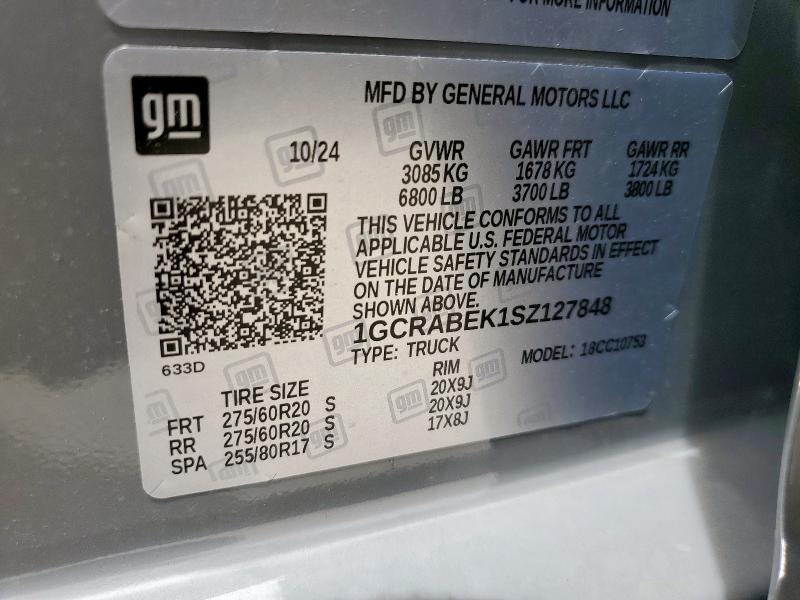 FOR MORE INFORMATION
gm
MFD BY GENERAL MOTORS LLC
10/24 GVWR GAWR FRT GAWR RR
3085 KG 1678 KG 1724 KG
6800 LB 3700 LB 3800 LB
THIS VEHICLE CONFORMS TO ALL
APPLICABLE U.S. FEDERAL MOTOR
VEHICLE SAFETY STANDARDS IN EFFECT
ON THE DATE OF MANUFACTURE
SHOWN ABOVE.
1GCRABEK1SZ127848
TYPE: TRUCK MODEL: 18CC10753
633D
TIRE SIZE RIM
FRT 275/60R20 S 20X9J
RR 275/60R20 S 20X9J
SPA 255/80R17 S 17X8J